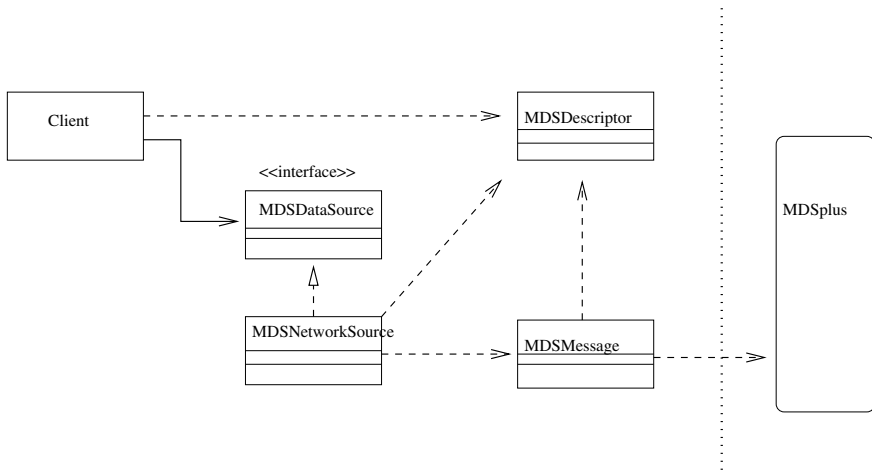 Client
MDSDescriptor
<<interface>>
MDSDataSource
MDSplus
MDSNetworkSource
MDSMessage